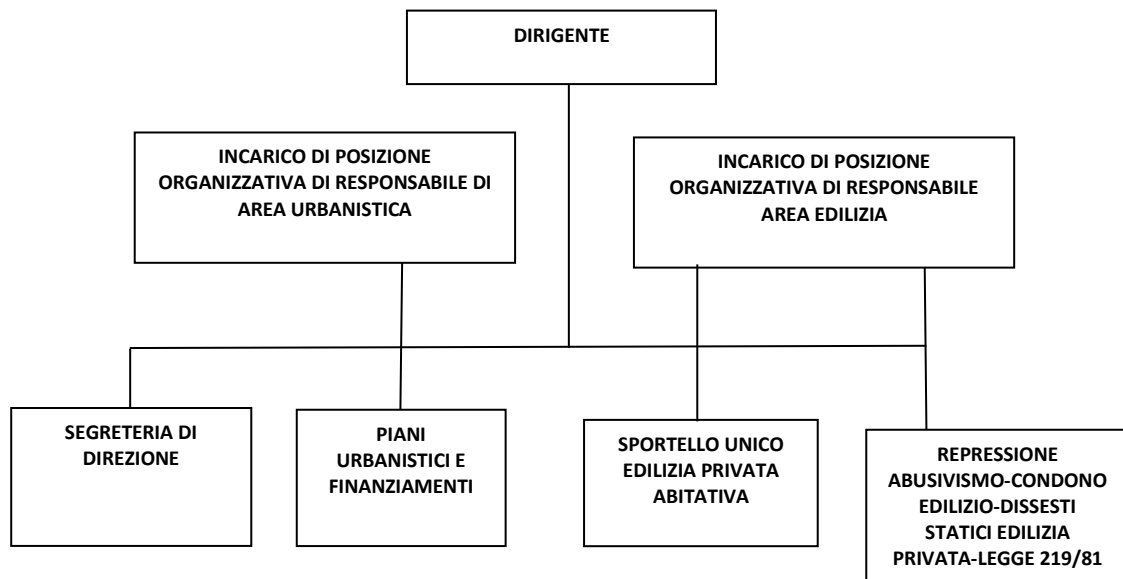 DIRIGENTE
INCARICO DI POSIZIONE
ORGANIZZATIVA DI RESPONSABILE DI
AREA URBANISTICA
INCARICO DI POSIZIONE
ORGANIZZATIVA DI RESPONSABILE
AREA EDILIZIA
SEGRETERIA DI
DIREZIONE
PIANI
URBANISTICI E
FINANZIAMENTI
SPORTELLO UNICO
EDILIZIA PRIVATA
ABITATIVA
REPRESSIONE
ABUSIVISMO-CONDONO
EDILIZIO-DISSESTI
STATICI EDILIZIA
PRIVATA-LEGGE 219/81